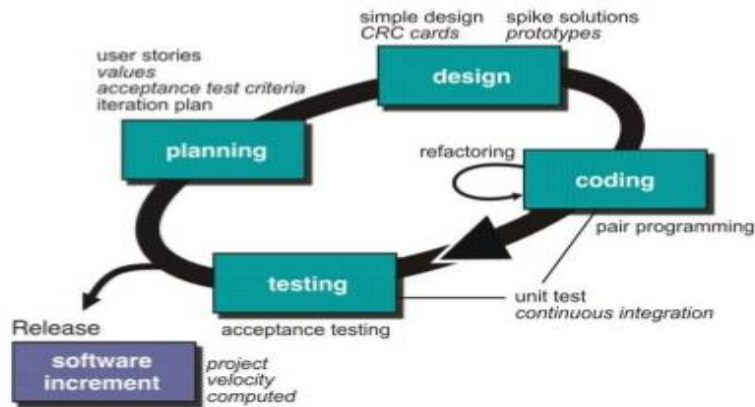 simple design
CRC cards
spike solutions
prototypes
user stories
values
acceptance test criteria
iteration plan
design
planning
refactoring
coding
pair programming
testing
unit test
continuous integration
acceptance testing
Release
software
increment
project
velocity
computed